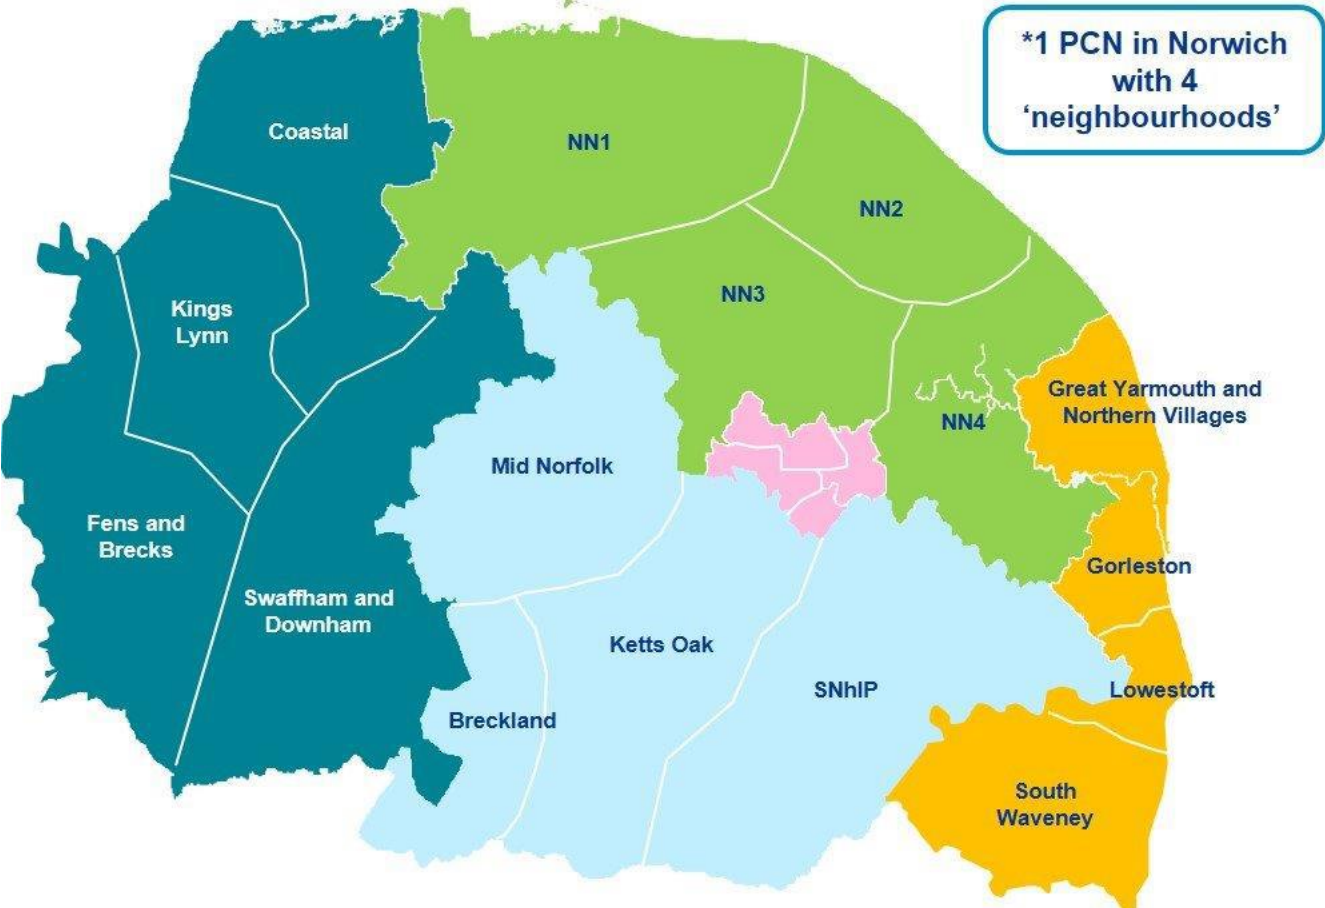 *1 PCN in Norwich
with 4
‘neighbourhoods’
Coastal
NN1
NN2
NN3
Kings
Lynn
Great Yarmouth and
Northern Villages
NN4
Mid Norfolk
Fens and
Brecks
Gorleston
Swaffham and
Downham
Ketts Oak
SNhIP
Lowestoft
Breckland
South
Waveney